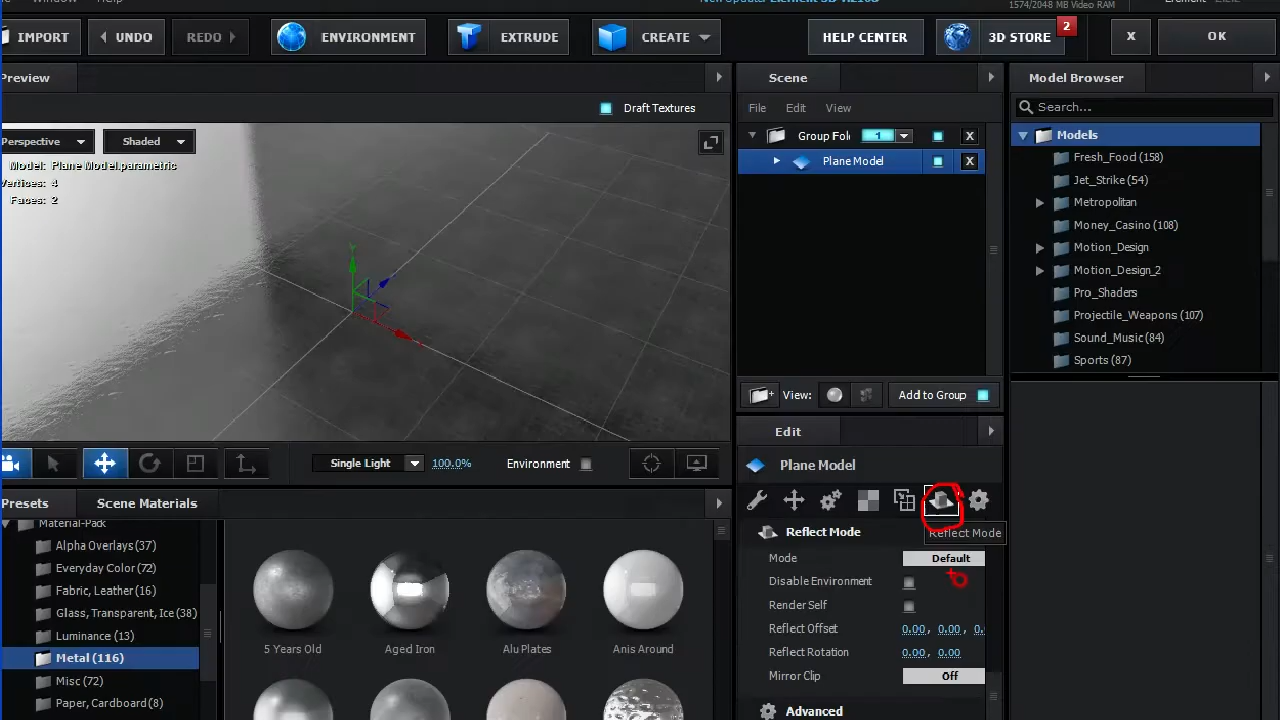 Window
Help
1574/2048 MB Video RAM
Element
IMPORT
UNDO
REDO
ENVIRONMENT
EXTRUDE
CREATE
HELP CENTER
3D STORE
2
X
OK
Preview
Scene
Model Browser
Draft Textures
File
Edit
View
Search...
Perspective
Shaded
Group Fol
1
X
Models
Model: Plane Model.parametric
Vertices: 4
Faces: 2
Plane Model
X
Fresh_Food (158)
Jet_Strike (54)
Metropolitan
Money_Casino (108)
Motion_Design
Motion_Design_2
Pro_Shaders
Projectile_Weapons (107)
Sound_Music (84)
Sports (87)
View:
Add to Group
Edit
Single Light
100.0%
Environment
Plane Model
Presets
Scene Materials
Material-Pack
Alpha Overlays (37)
Everyday Color (72)
Fabric, Leather (16)
Glass, Transparent, Ice (38)
Luminance (13)
Metal (116)
Misc (72)
Paper, Cardboard (8)
5 Years Old
Aged Iron
Alu Plates
Anis Around
Reflect Mode
Reflect Mode
Mode
Default
Disable Environment
Render Self
Reflect Offset
0.00, 0.00, 0.
Reflect Rotation
0.00, 0.00
Mirror Clip
Off
Advanced